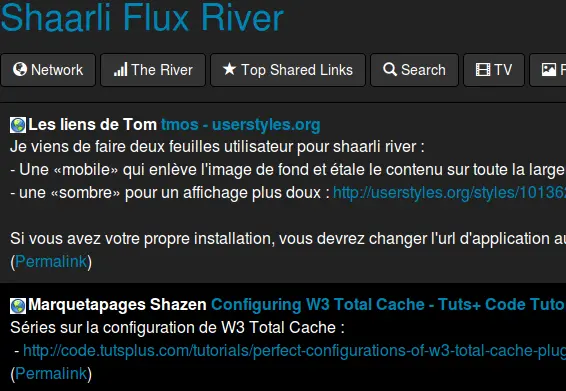 Shaarli Flux River
Network The River Top Shared Links Search TV
Les liens de Tom tmos - userstyles.org
Je viens de faire deux feuilles utilisateur pour shaarli river :
- Une «mobile» qui enlève l'image de fond et étale le contenu sur toute la large
- une «sombre» pour un affichage plus doux : http://userstyles.org/styles/10136
Si vous avez votre propre installation, vous devrez changer l'url d'application au
(Permalink)
Marquetapages Shazen Configuring W3 Total Cache - Tuts+ Code Tuto
Séries sur la configuration de W3 Total Cache :
- http://code.tutsplus.com/tutorials/perfect-configurations-of-w3-total-cache-plug
(Permalink)